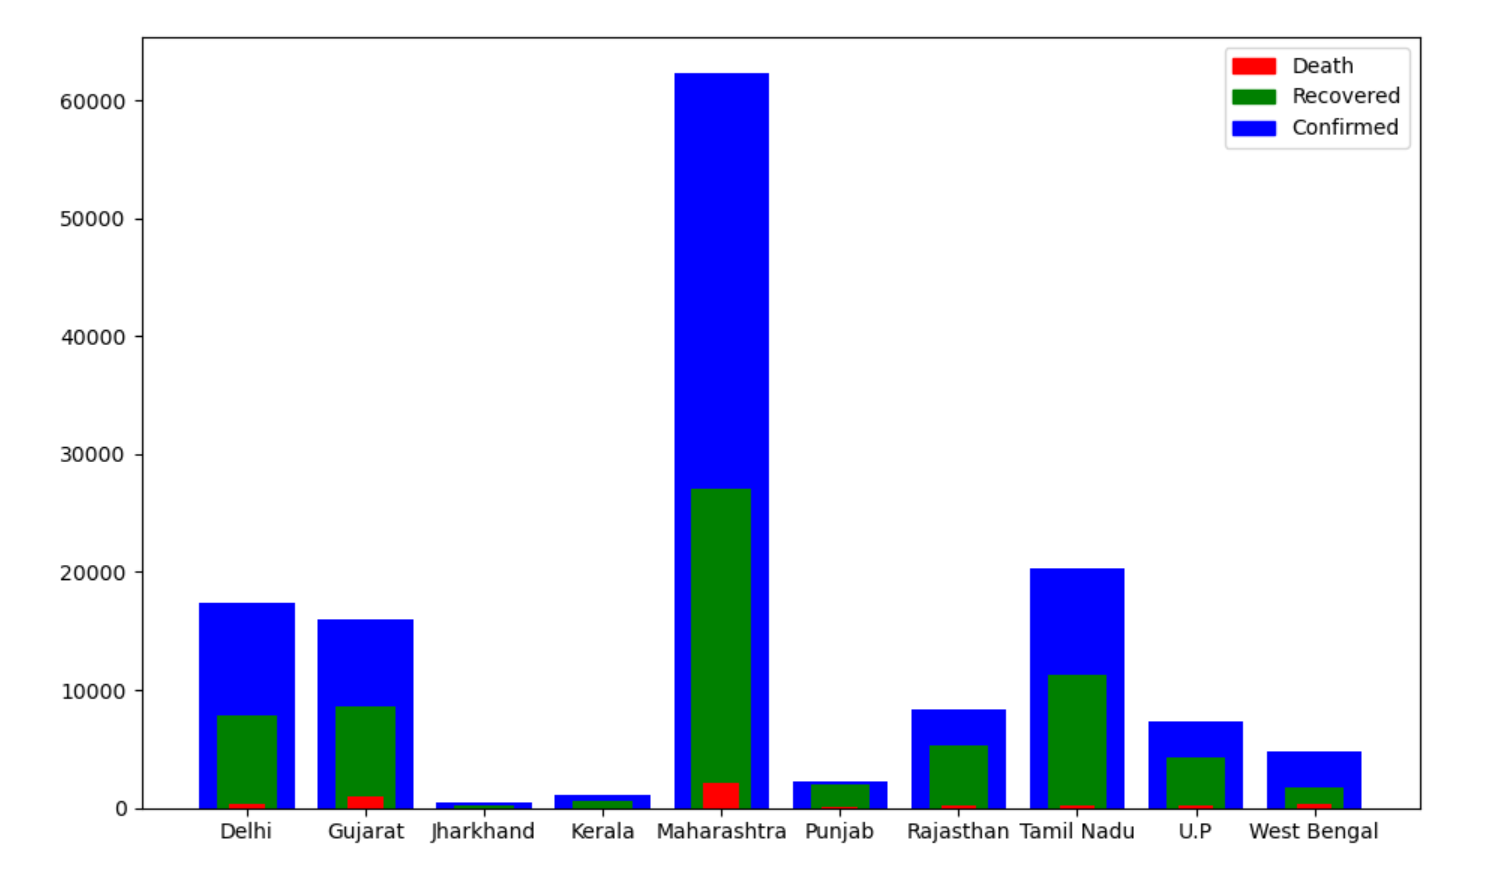 Death
Recovered
Confirmed
60000
50000
40000
30000
20000
10000
0
Delhi Gujarat Jharkhand Kerala Maharashtra Punjab Rajasthan Tamil Nadu U.P West Bengal